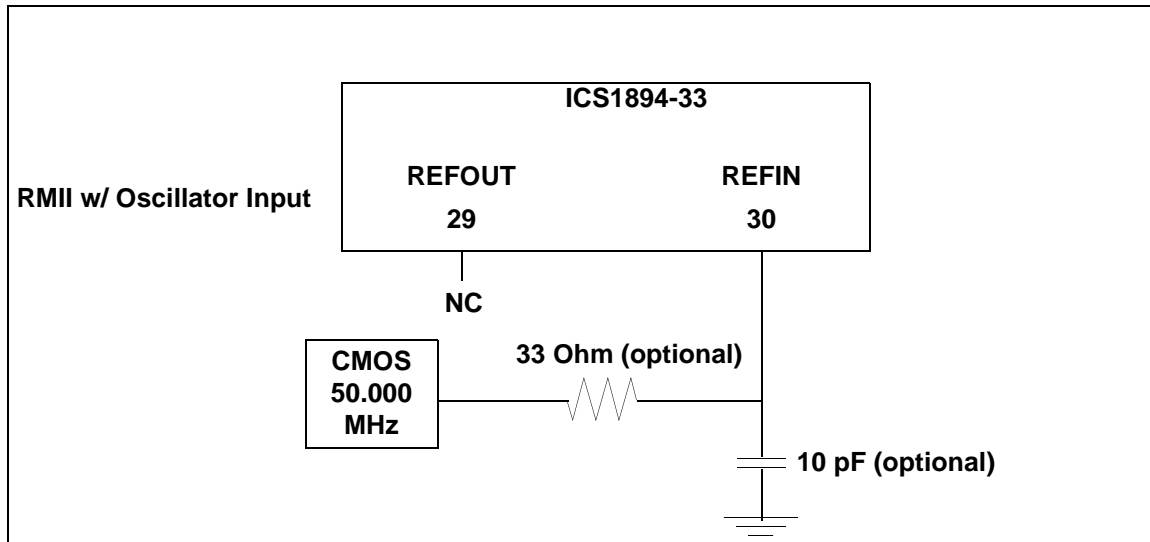 ICS1894-33
REFOUT
REFIN
RMII w/ Oscillator Input
29
30
NC
33 Ohm (optional)
CMOS
50.000
MHz
10 pF (optional)